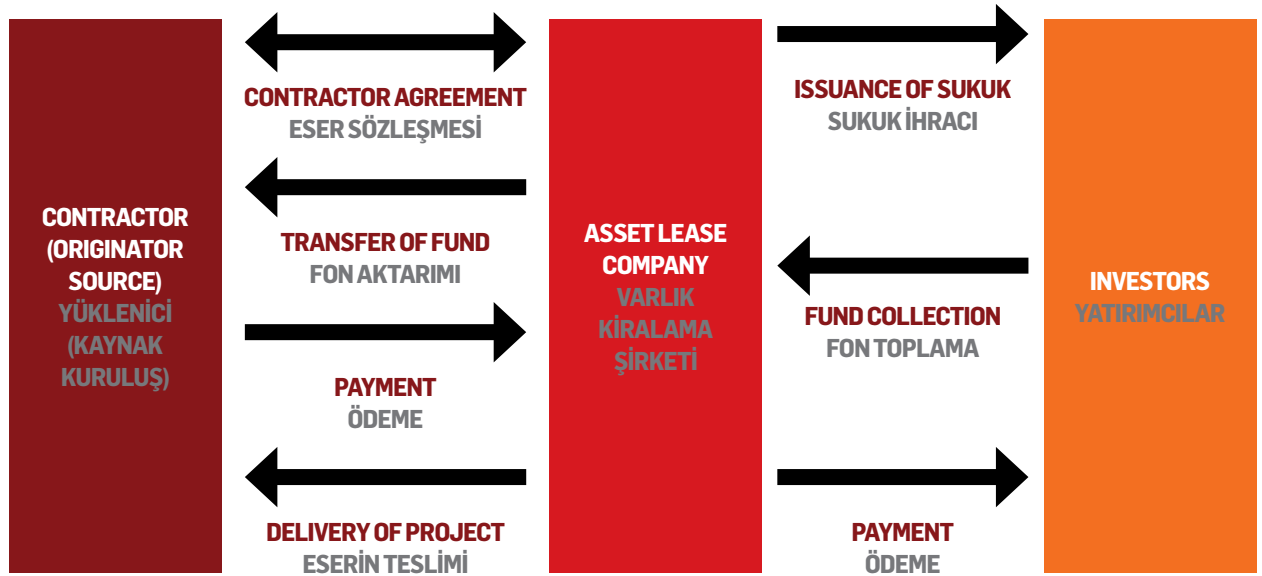 CONTRACTOR
(ORIGINATOR
SOURCE)
YÜKLENİCİ
(KAYNAK
KURULUŞ)
CONTRACTOR AGREEMENT
ESER SÖZLEŞMESİ
TRANSFER OF FUND
FON AKTARIMI
PAYMENT
ÖDEME
DELIVERY OF PROJECT
ESERİN TESLİMİ
ASSET LEASE
COMPANY
VARLIK
KİRALAMA
ŞİRKETİ
ISSUANCE OF SUKUK
SUKUK İHRACI
FUND COLLECTION
FON TOPLAMA
PAYMENT
ÖDEME
INVESTORS
YATIRIMCILAR